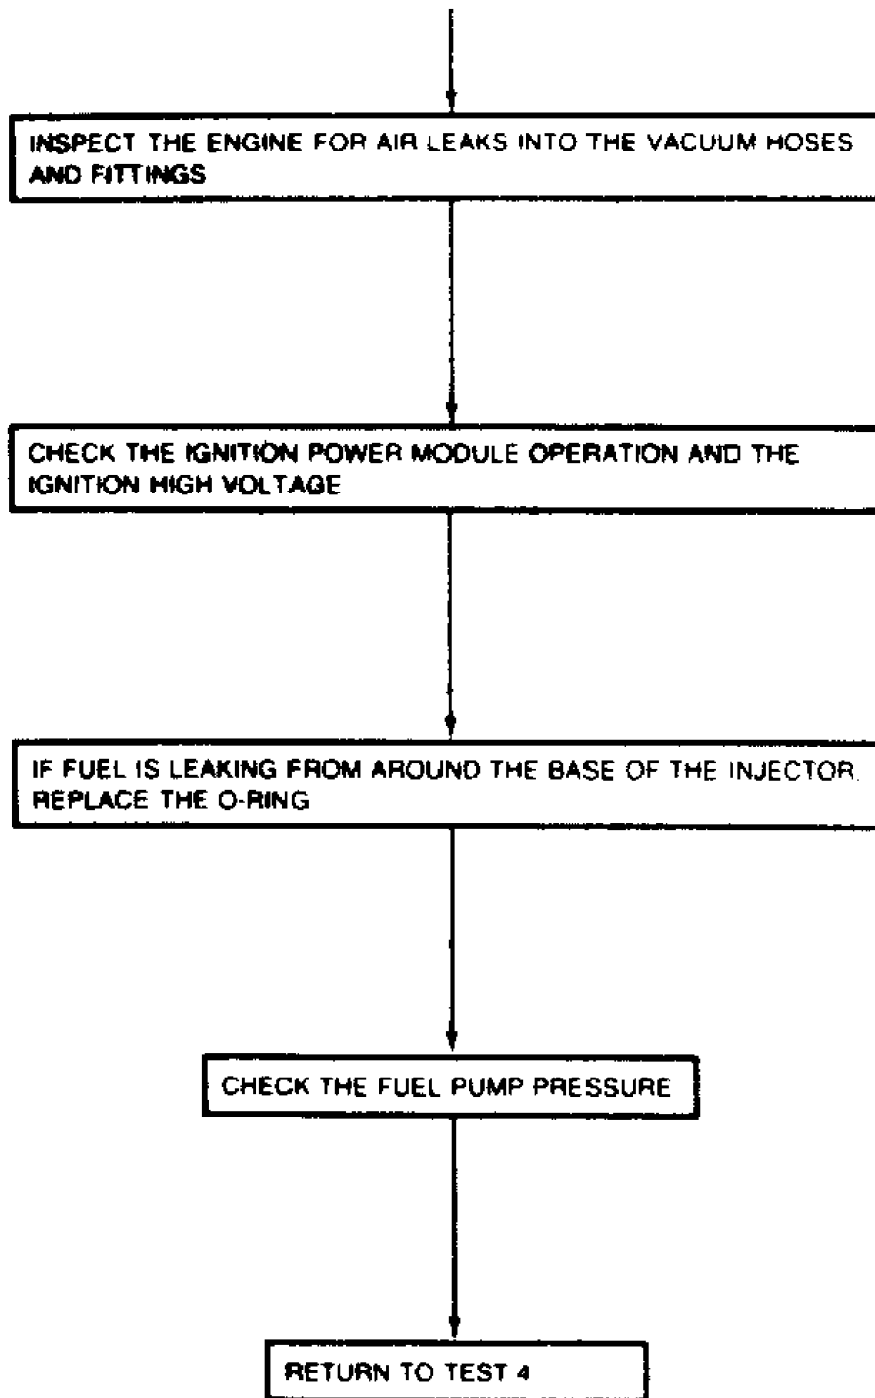 INSPECT THE ENGINE FOR AIR LEAKS INTO THE VACUUM HOSES
AND FITTINGS
CHECK THE IGNITION POWER MODULE OPERATION AND THE
IGNITION HIGH VOLTAGE
IF FUEL IS LEAKING FROM AROUND THE BASE OF THE INJECTOR,
REPLACE THE O-RING
CHECK THE FUEL PUMP PRESSURE
RETURN TO TEST 4